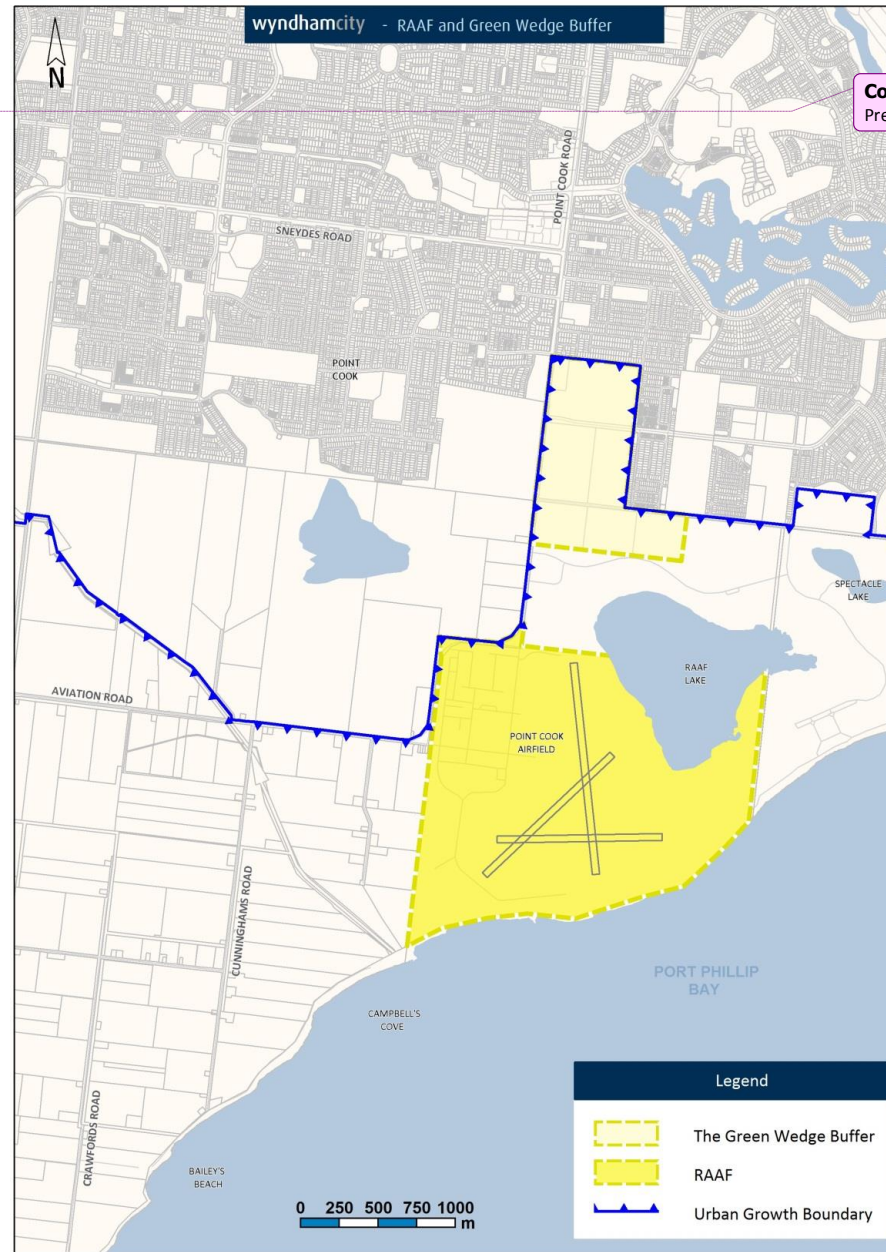 wyndhamcity - RAAF and Green Wedge Buffer
N
Co
Pre
POINT COOK ROAD
SNEYDES ROAD
POINT
COOK
SPECTACLE
LAKE
RAAF
LAKE
AVIATION ROAD
POINT COOK
AIRFIELD
CUNNINGHAMS ROAD
PORT PHILLIP
BAY
CAMPBELL'S
COVE
CRAWFORDS ROAD
BAILEY'S
BEACH
0 250 500 750 1000
m
Legend
The Green Wedge Buffer
RAAF
Urban Growth Boundary